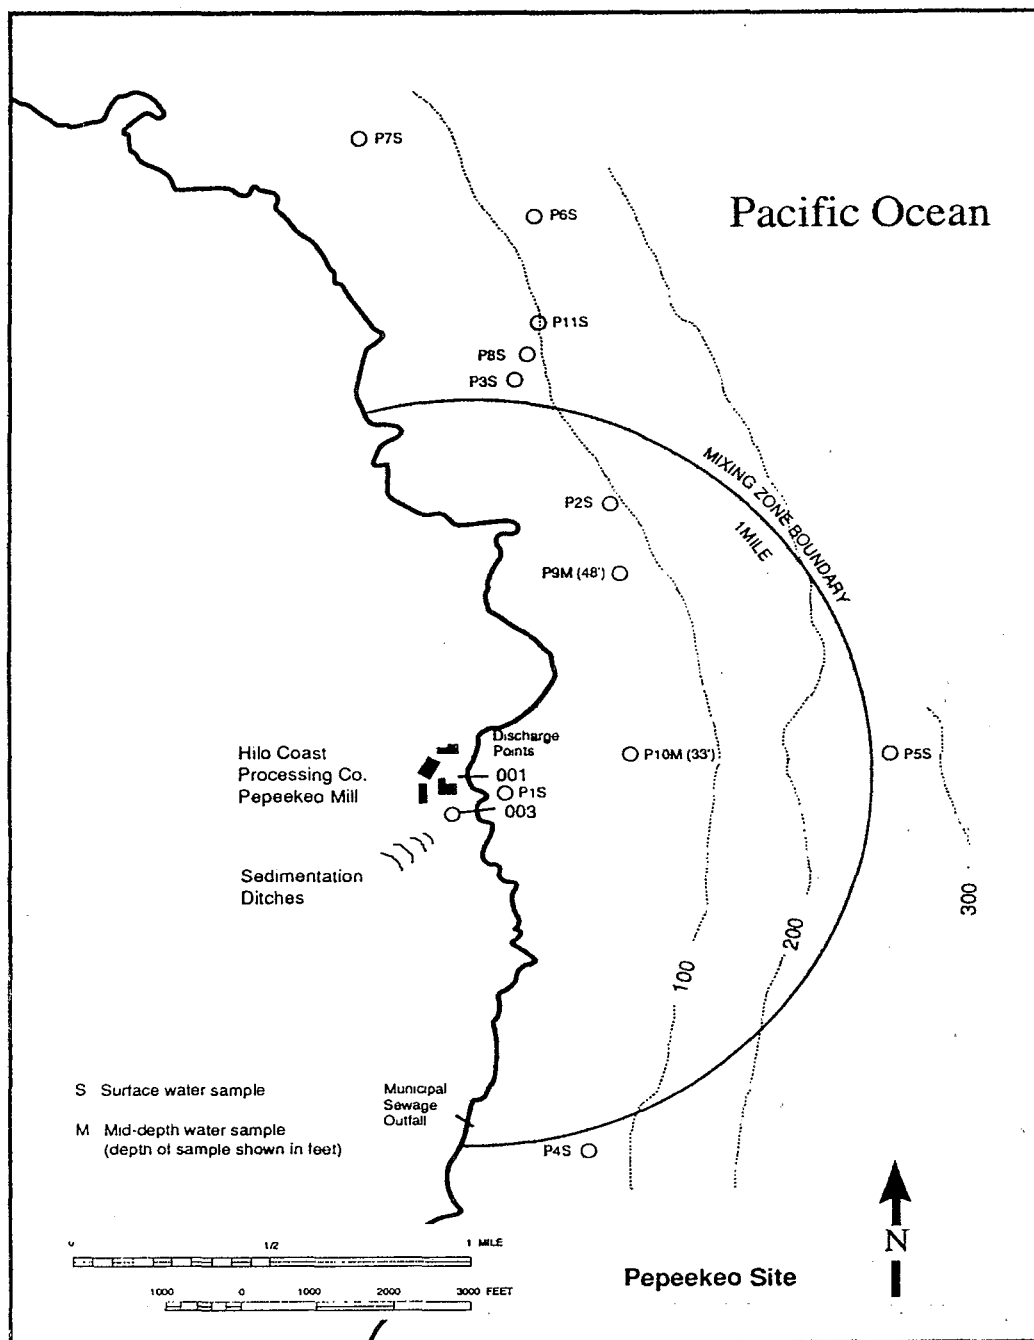 P7S
P6S
Pacific Ocean
P11S
P8S
P3S
MIXING ZONE BOUNDARY
1 MILE
P2S
P9M (48')
Discharge
Points
Hilo Coast
Processing Co.
Pepeekeo Mill
001
P1S
003
P10M (33')
P5S
Sedimentation
Ditches
300
200
100
S Surface water sample
M Mid-depth water sample
(depth of sample shown in feet)
Municipal
Sewage
Outfall
P4S
0 1/2 1 MILE
1000 0 1000 2000 3000 FEET
N
Pepeekeo Site